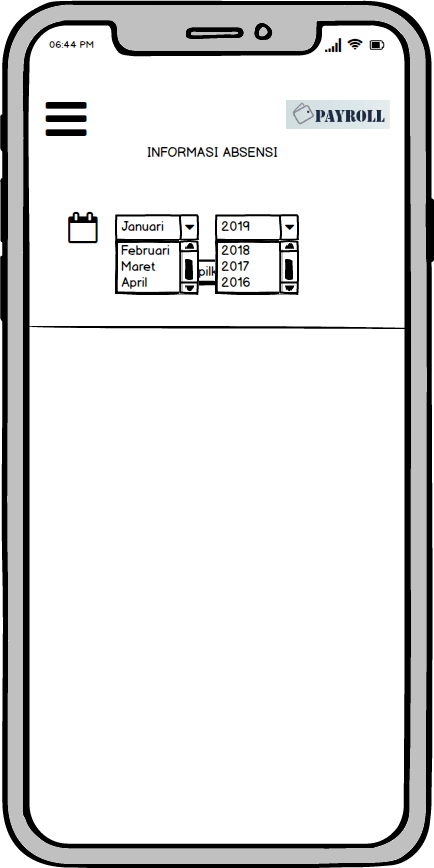 06:44 PM
PAYROLL
INFORMASI ABSENSI
Januari 2019
Februari 2018
Maret 2017
April 2016